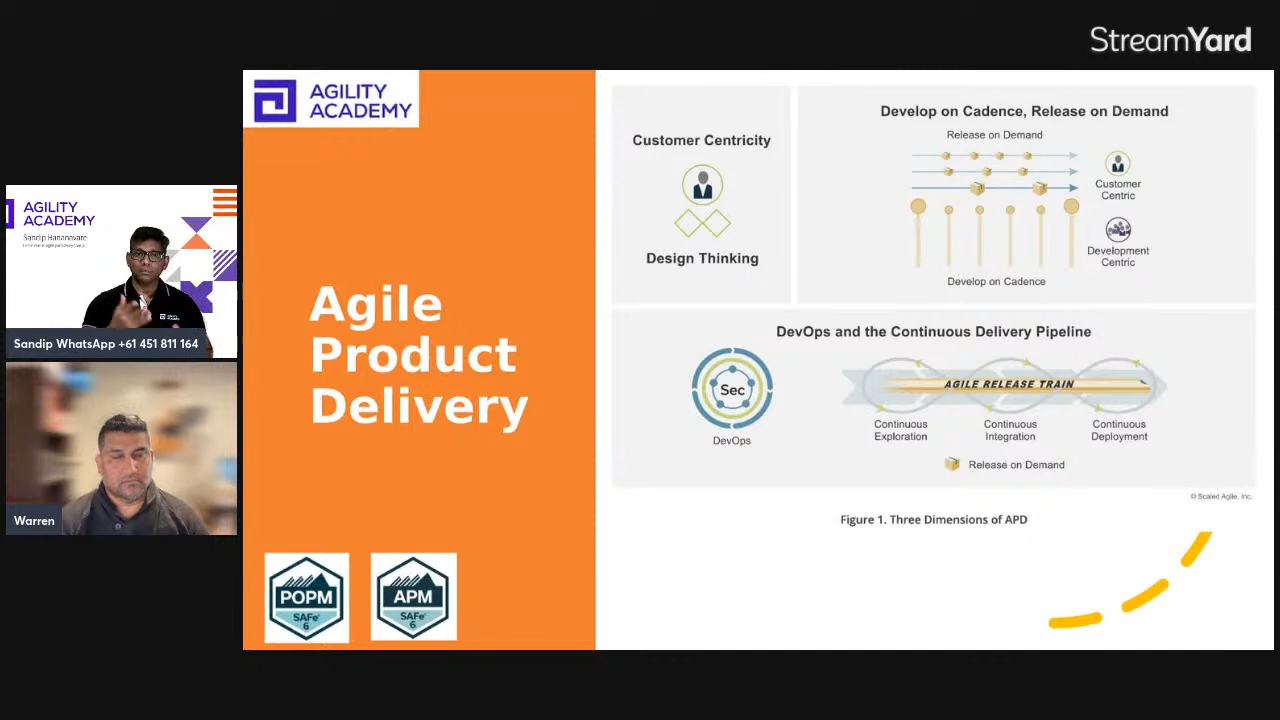 StreamYard
AGILITY
ACADEMY
Sandip Bananavare
Sandip WhatsApp +61 451 811 164
Warren
AGILITY
ACADEMY
Agile
Product
Delivery
POPM
SAFe
6
APM
SAFe
6
Customer Centricity
Design Thinking
Develop on Cadence, Release on Demand
Release on Demand
Customer
Centric
Development
Centric
Develop on Cadence
DevOps and the Continuous Delivery Pipeline
Sec
DevOps
AGILE RELEASE TRAIN
Continuous
Exploration
Continuous
Integration
Continuous
Deployment
Release on Demand
© Scaled Agile, Inc.
Figure 1. Three Dimensions of APD